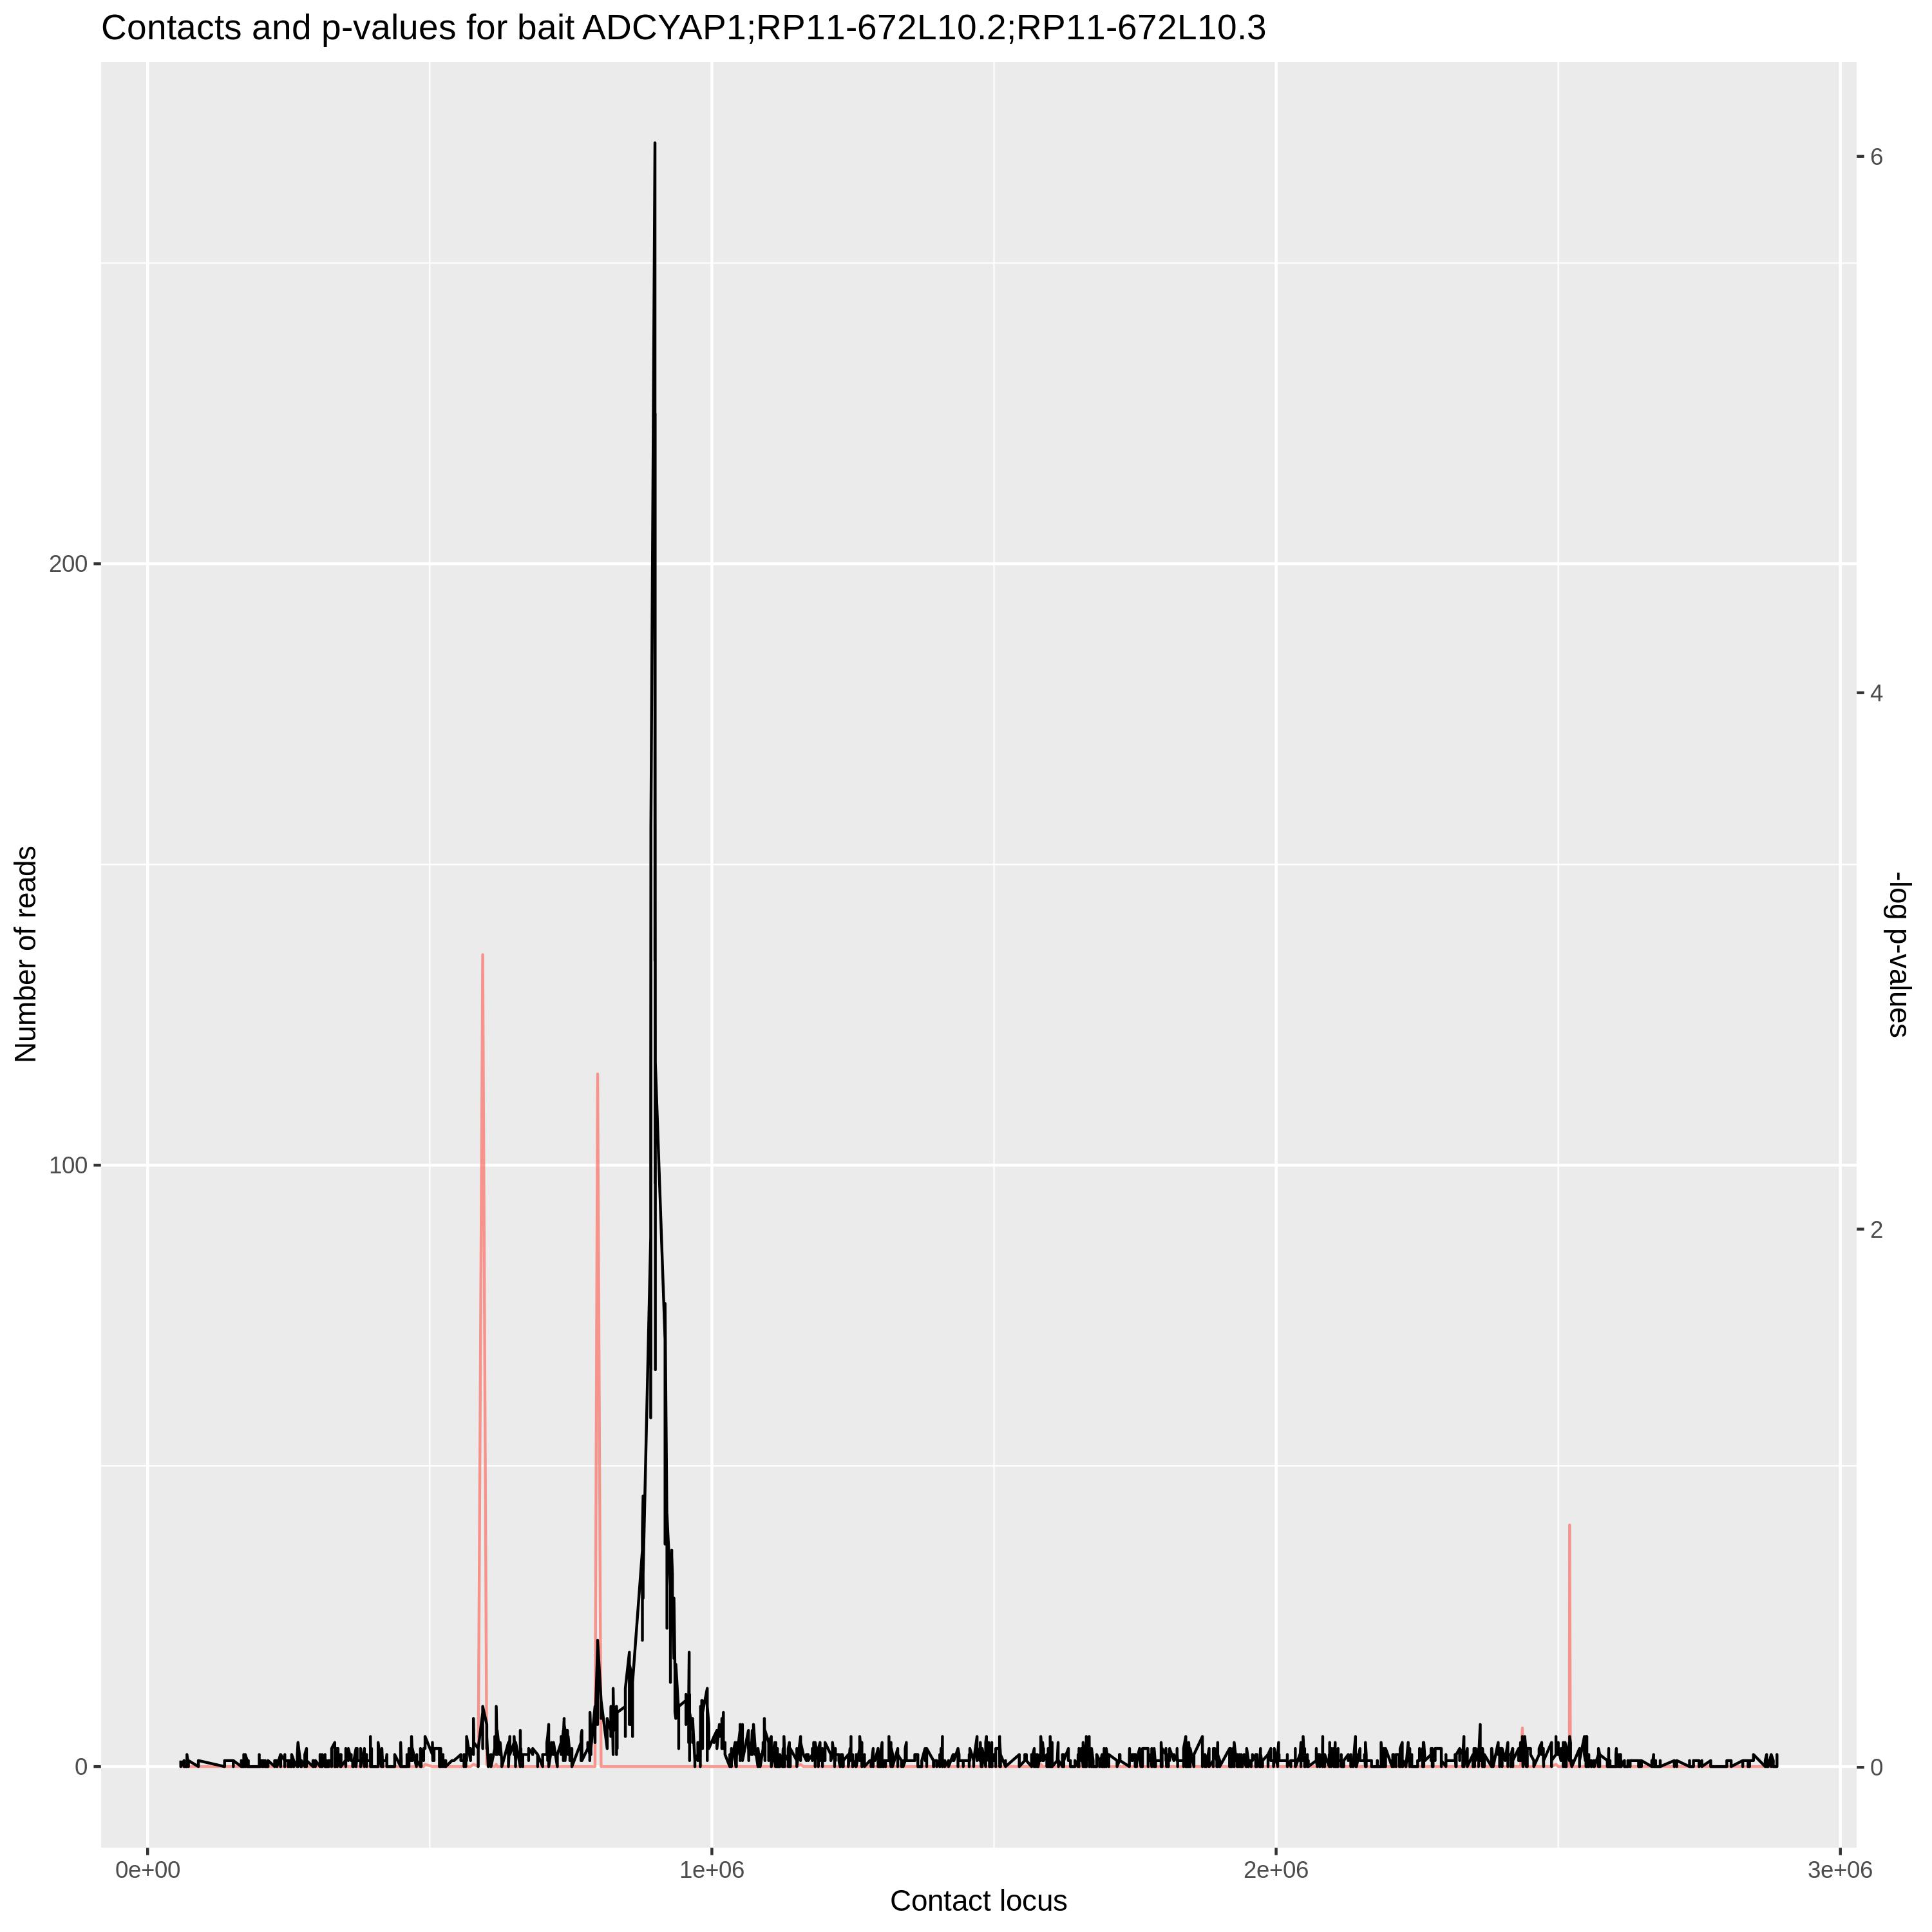 Contacts and p-values for bait ADCYAP1;RP11-672L10.2;RP11-672L10.3
6
200
4
Number of reads
-log p-values
100
2
0
0
0e+00
1e+06
2e+06
3e+06
Contact locus